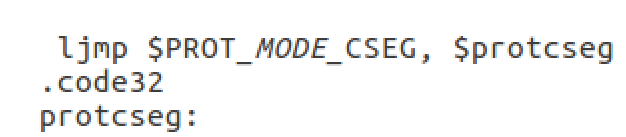 ljmp $PROT_MODE_CSEG, $protcseg
.code32
protcseg: